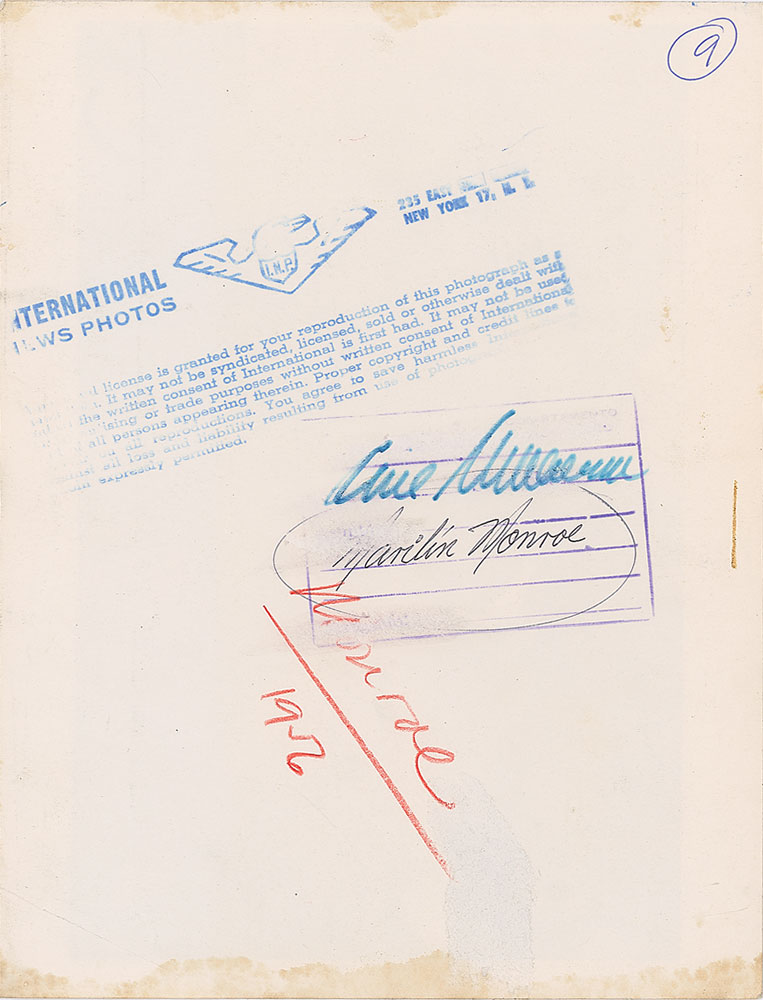 9
235 EAST
NEW YORK 17, N. Y.
I.N.P.
INTERNATIONAL
NEWS PHOTOS
license is granted for your reproduction of this photograph as
It may not be syndicated, licensed, sold or otherwise dealt with
the written consent of International is first had. It may not be used
or trade purposes without written consent of International
all persons appearing therein. Proper copyright and credit lines
all reproductions. You agree to save harmless
all loss and liability resulting from use of
expressly permitted.
Marilin Monroe
Monroe
1956